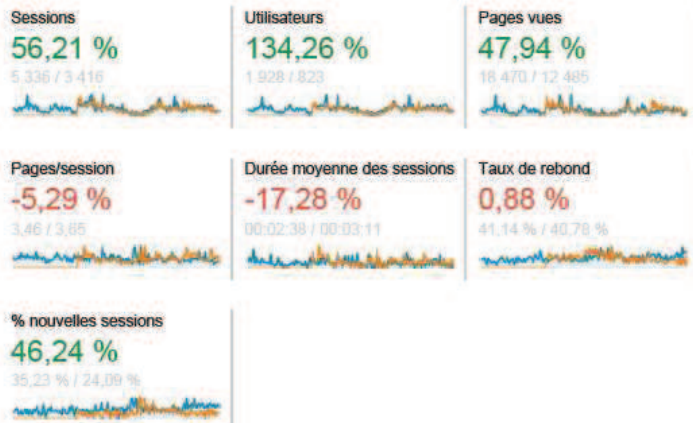 Sessions
56,21 %
5 336 / 3 416
Utilisateurs
134,26 %
1 928 / 823
Pages vues
47,94 %
18 470 / 12 485
Pages/session
-5,29 %
3,46 / 3,65
Durée moyenne des sessions
-17,28 %
00:02:38 / 00:03:11
Taux de rebond
0,88 %
41,14 % / 40,78 %
% nouvelles sessions
46,24 %
35,23 % / 24,09 %